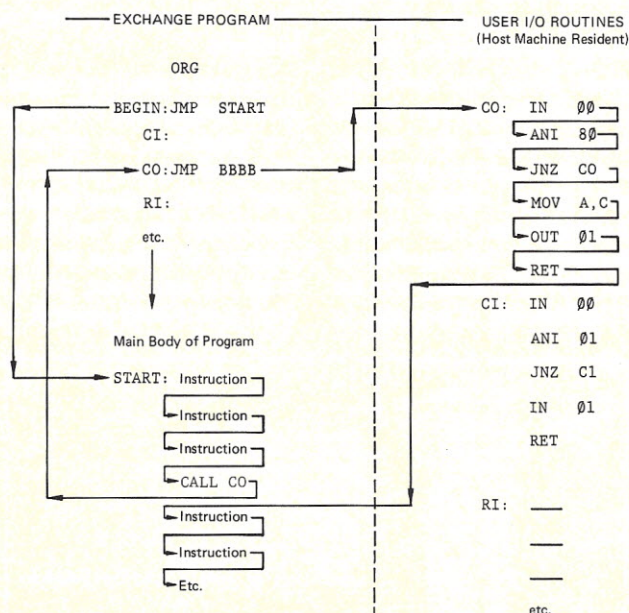 EXCHANGE PROGRAM
ORG
BEGIN: JMP START
CI:
CO: JMP BBBB
RI:
etc.
Main Body of Program
START: Instruction
Instruction
Instruction
CALL CO
Instruction
Instruction
Etc.
USER I/O ROUTINES
(Host Machine Resident)
CO: IN ØØ
ANI 8Ø
JNZ CO
MOV A,C
OUT Ø1
RET
CI: IN ØØ
ANI Ø1
JNZ C1
IN Ø1
RET
RI:
etc.